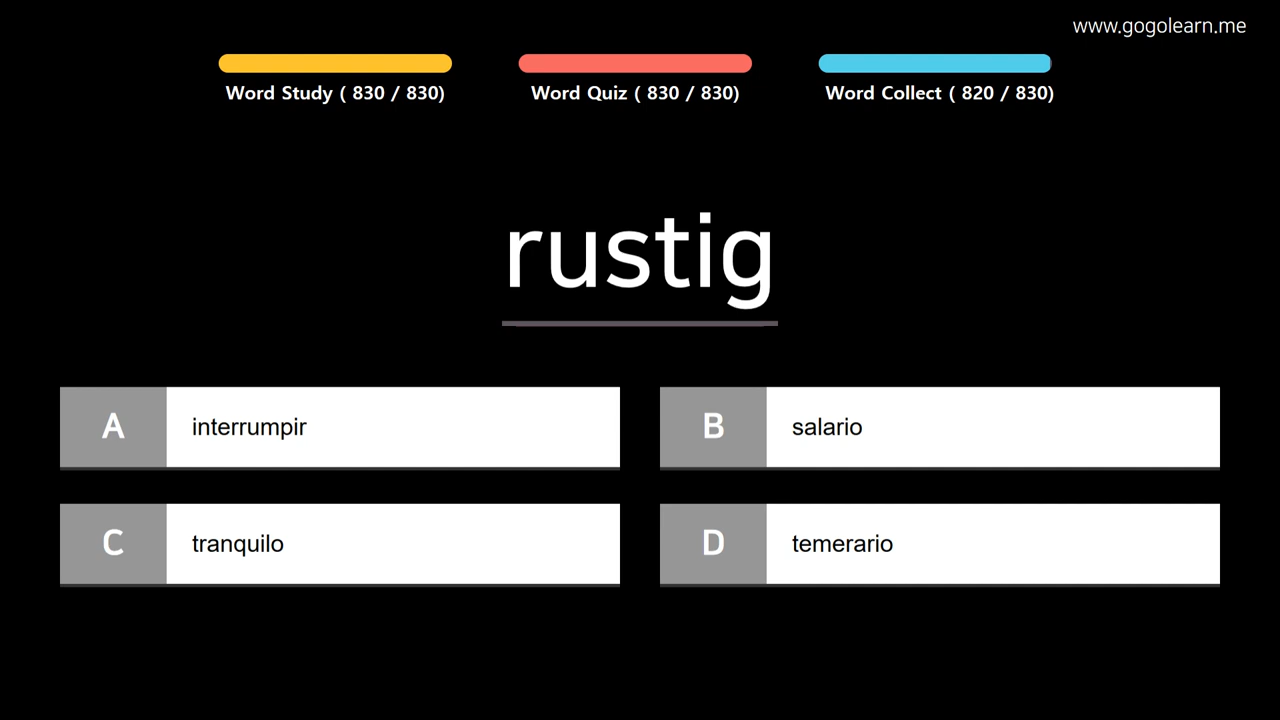 www.gogolearn.me
Word Study ( 830 / 830)
Word Quiz ( 830 / 830)
Word Collect ( 820 / 830)
rustig
A interrumpir
B salario
C tranquilo
D temerario